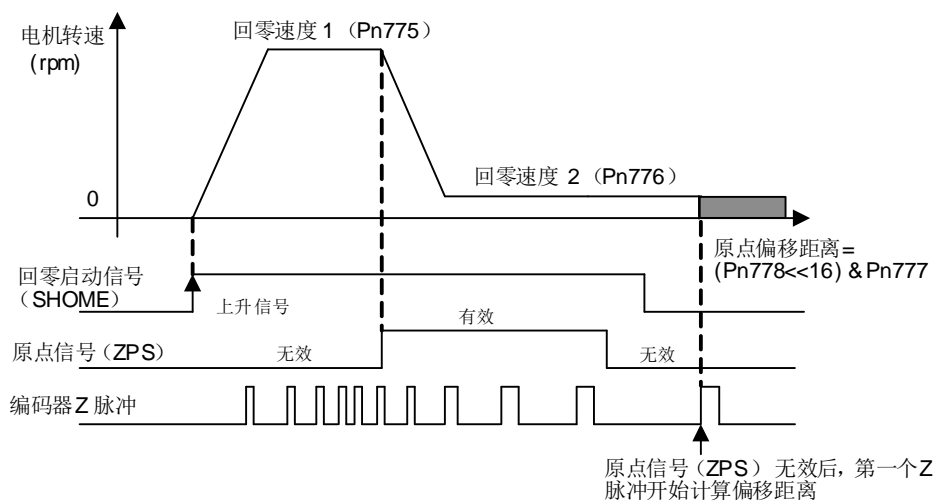 电机转速
(rpm)
回零速度 1（Pn775）
回零速度 2（Pn776）
0
原点偏移距离=
(Pn778<<16) & Pn777
回零启动信号
（SHOME）
上升信号
有效
原点信号（ZPS）
无效
无效
编码器 Z 脉冲
原点信号（ZPS）无效后，第一个 Z
脉冲开始计算偏移距离